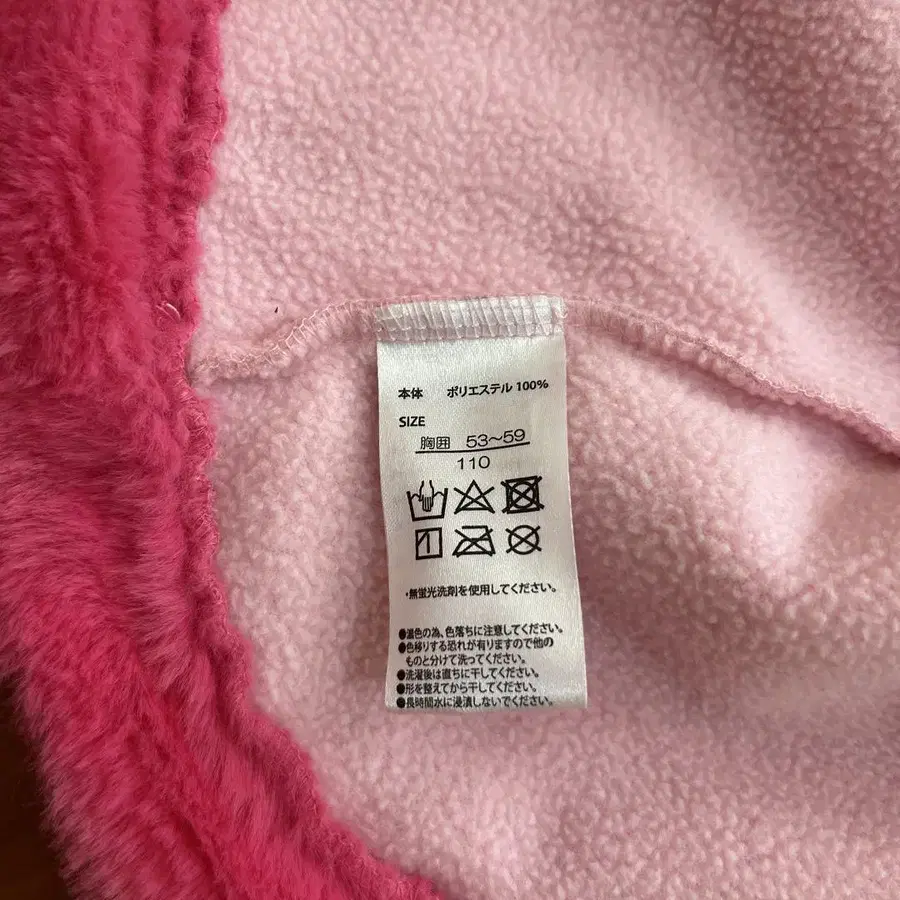 本体 ポリエステル 100%
SIZE
胸囲 53~59
110
・無蛍光洗剤を使用してください。
●温色の為、色落ちに注意してください。
●色移りする恐れが有りますので他の
ものと分けて洗ってください。
●洗濯後は直ちに干してください。
●形を整えてから干してください。
●長時間水に浸漬しないでください。